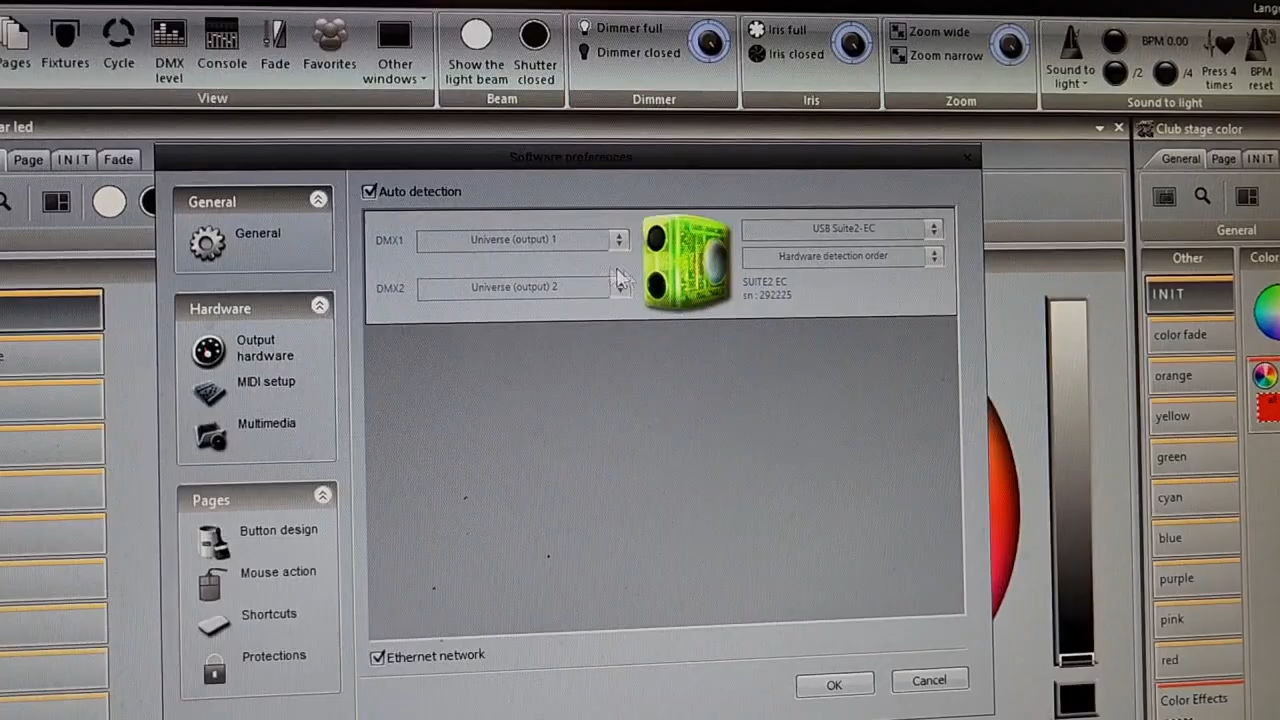 Lang
Pages
Fixtures
Cycle
DMX
level
Console
Fade
Favorites
Other
windows
View
Show the
light beam
Shutter
closed
Beam
Dimmer full
Dimmer closed
Dimmer
Iris full
Iris closed
Iris
Zoom wide
Zoom narrow
Zoom
Sound to
light
BPM 0.00
/2
/4
Press 4
times
BPM
reset
Sound to light
ar led
Page
INIT
Fade
Software preferences
General
General
Hardware
Output
hardware
MIDI setup
Multimedia
Pages
Button design
Mouse action
Shortcuts
Protections
Auto detection
DMX1
Universe (output) 1
DMX2
Universe (output) 2
USB Suite2-EC
Hardware detection order
SUITE2 EC
sn : 292225
Ethernet network
OK
Cancel
Club stage color
General
Page
INIT
General
Other
Color
INIT
color fade
orange
yellow
green
cyan
blue
purple
pink
red
Color Effects